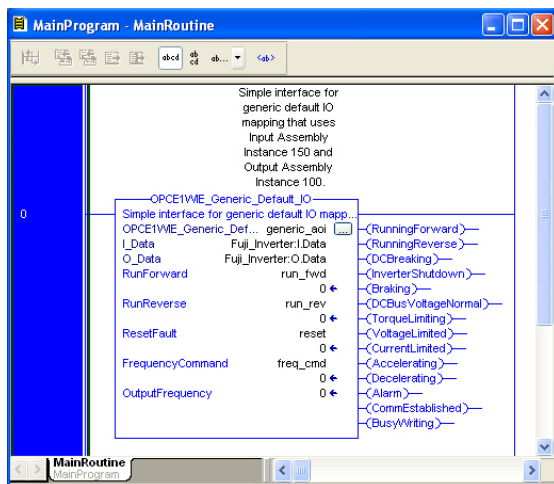 MainProgram - MainRoutine
abcd
ab
cd
ab...
<ab>
Simple interface for
generic default IO
mapping that uses
Input Assembly
Instance 150 and
Output Assembly
Instance 100.
0
OPCE1WIE_Generic_Default_IO
Simple interface for generic default IO mapp...
OPCE1WIE_Generic_Def... generic_aoi ...
(RunningForward)
I_Data Fuji_Inverter:I.Data
(RunningReverse)
O_Data Fuji_Inverter:O.Data
(DCBreaking)
RunForward run_fwd
(InverterShutdown)
0
(Braking)
RunReverse run_rev
(DCBusVoltageNormal)
0
(TorqueLimiting)
ResetFault reset
(VoltageLimited)
0
(CurrentLimited)
FrequencyCommand freq_cmd
(Accelerating)
0
(Decelerating)
OutputFrequency 0
(Alarm)
(CommEstablished)
(BusyWriting)
MainRoutine
MainProgram